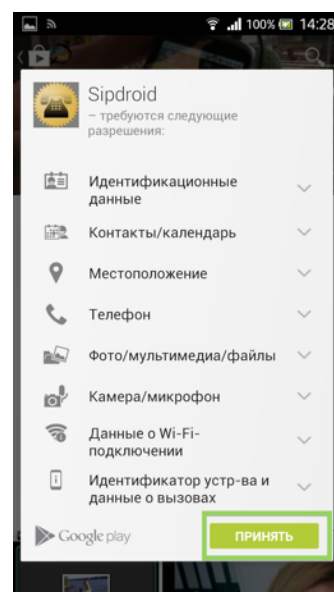 100% 14:28
Sipdroid
– требуются следующие
разрешения:
Идентификационные
данные
Контакты/календарь
Местоположение
Телефон
Фото/мультимедиа/файлы
Камера/микрофон
Данные о Wi-Fi-
подключении
Идентификатор устр-ва и
данные о вызовах
Google play
ПРИНЯТЬ